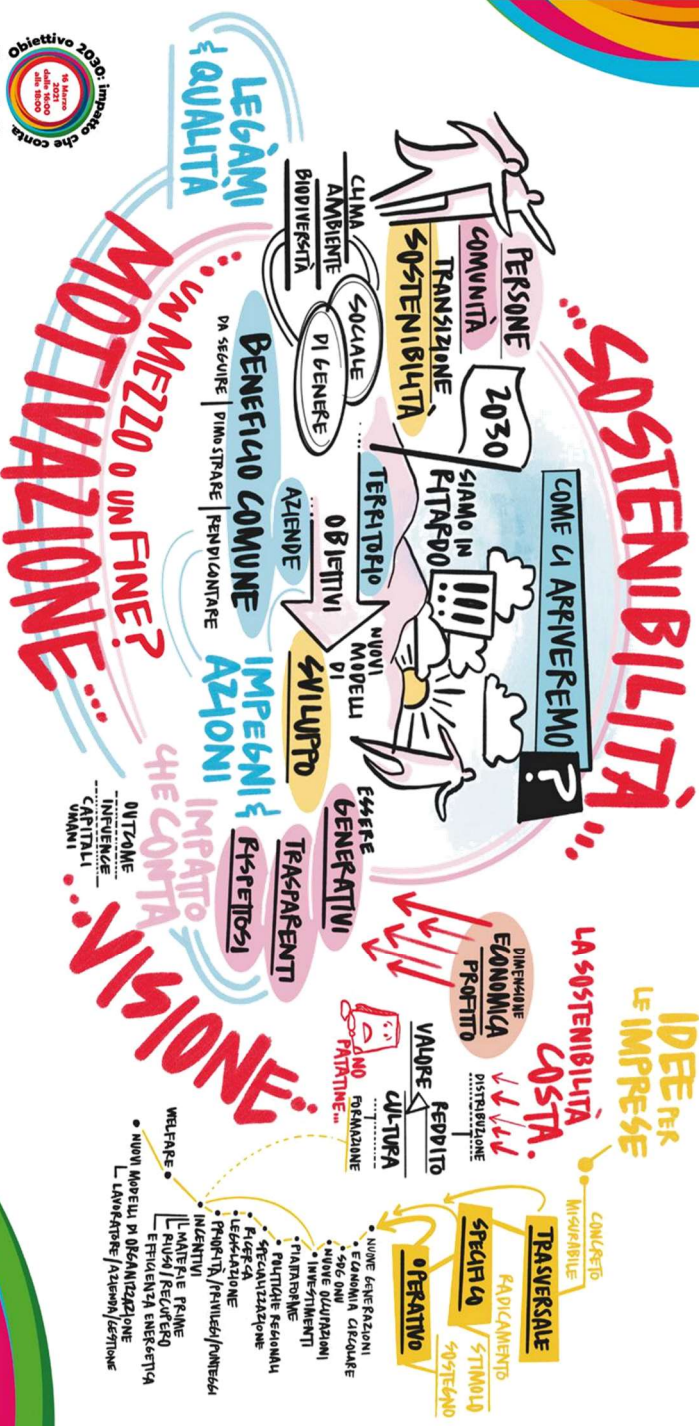 ...SOSTENIBILITÀ...
PERSONE
COMUNITÀ
TRANSIZIONE
SOSTENIBILITÀ
2030
COME CI ARRIVEREMO
?
SIAMO IN
RITARDO
CLIMA
AMBIENTE
BIODIVERSITÀ
SOCIALE
DI GENERE
...
TERRITORIO
OBIETTIVI
...
AZIENDE
NUOVI
MODELLI
DI
SVILUPPO
BENEFICIO COMUNE
DA SEGUIRE | DIMOSTRARE | RENDICONTARE
LEGÀMI
& QUALITÀ
IMPEGNI &
AZIONI
ESSERE
GENERATIVI
TRASPARENTI
RISPETTOSI
IMPATTO
CHE CONTA
OUTCOME
INFLUENCE
CAPITALI
UMANI
...UN MEZZO O UN FINE?
MOTIVAZIONE...
...VISIONE...
DIMENSIONE
ECONOMICA
PROFITTO
LA SOSTENIBILITÀ
COSTA.
DISTRIBUZIONE
VALORE
REDDITO
CULTURA
FORMAZIONE
NO
PATATINE...
IDEE PER
LE IMPRESE
CONCRETO
MISURABILE
TRASVERSALE
RADICAMENTO
SPECIFICO
STIMOLO
OPERATIVO
SOSTEGNO
• NUOVE GENERAZIONI
• ECONOMIA CIRCOLARE
• SDG ONU
• NUOVE OCCUPAZIONI
• INVESTIMENTI
• PIATTAFORME
• POLITICHE REGIONALI
• SPECIALIZZAZIONE
• RICERCA
• LEGISLAZIONE
• PRIORITÀ/PRIVILEGI/PUNTEGGI
• INCENTIVI
MATERIE PRIME
RIUSI/RECUPERO
EFFICIENZA ENERGETICA
WELFARE •
• NUOVI MODELLI DI ORGANIZZAZIONE
LAVORATORE/AZIENDA/GESTIONE
Obiettivo 2030: impatto che conta.
16 Marzo
2021
dalle 16:00
alle 18:00